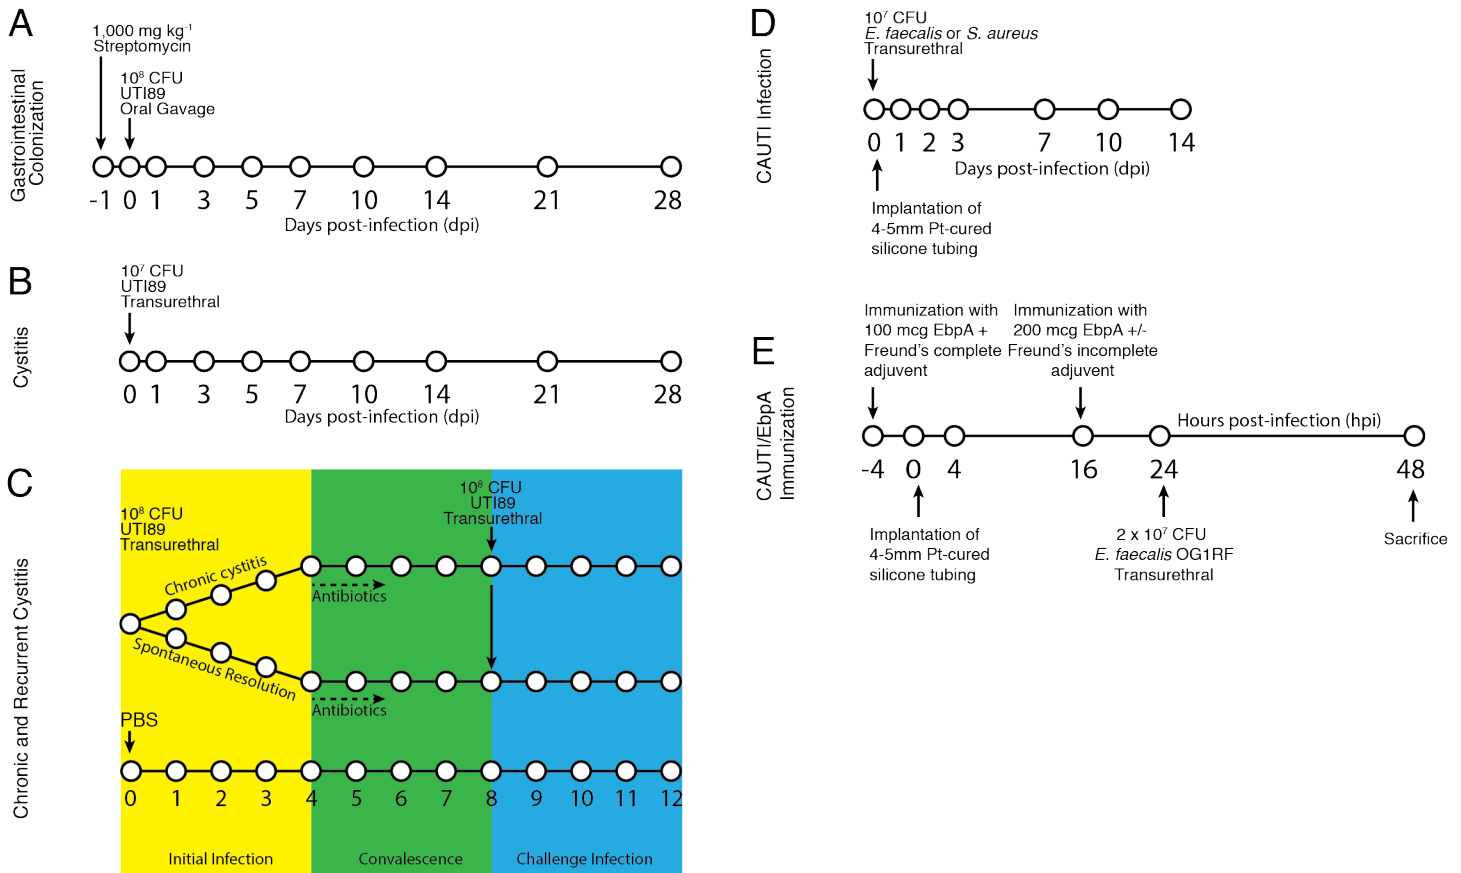 A
Gastrointestinal
Colonization
1,000 mg kg⁻¹
Streptomycin
10⁸ CFU
UTI89
Oral Gavage
-1 0 1 3 5 7 10 14 21 28
Days post-infection (dpi)
B
Cystitis
10⁷ CFU
UTI89
Transurethral
0 1 3 5 7 10 14 21 28
Days post-infection (dpi)
C
Chronic and Recurrent Cystitis
10⁸ CFU
UTI89
Transurethral
10⁸ CFU
UTI89
Transurethral
Chronic cystitis
Antibiotics
Spontaneous Resolution
Antibiotics
PBS
0 1 2 3 4 5 6 7 8 9 10 11 12
Initial Infection
Convalescence
Challenge Infection
D
CAUTI Infection
10⁷ CFU
E. faecalis or S. aureus
Transurethral
0 1 2 3 7 10 14
Days post-infection (dpi)
Implantation of
4-5mm Pt-cured
silicone tubing
E
CAUTI/EbpA
Immunization
Immunization with
100 mcg EbpA +
Freund's complete
adjuvent
Immunization with
200 mcg EbpA +/-
Freund's incomplete
adjuvent
Hours post-infection (hpi)
-4 0 4 16 24 48
Implantation of
4-5mm Pt-cured
silicone tubing
2 x 10⁷ CFU
E. faecalis OG1RF
Transurethral
Sacrifice